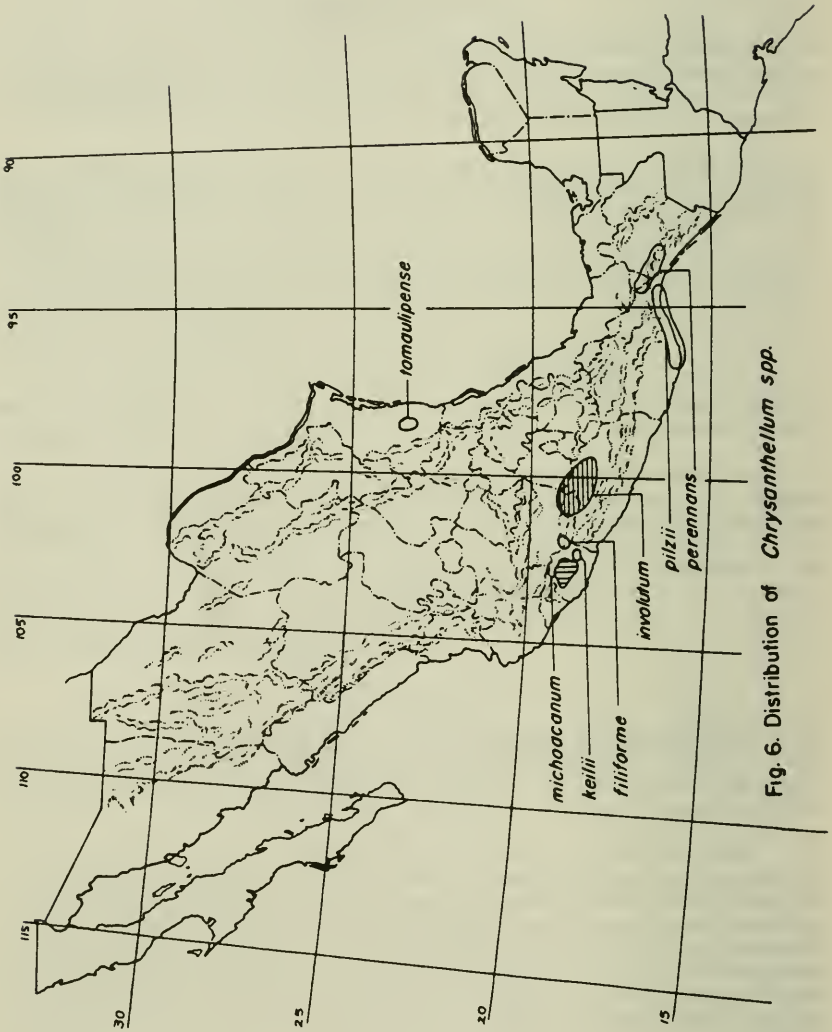 90
95
100
105
110
115
30
25
20
15
tamaulipense
michoacanum
keilii
filiforme
involutum
pilzii
perennans
Fig. 6. Distribution of Chrysanthellum spp.